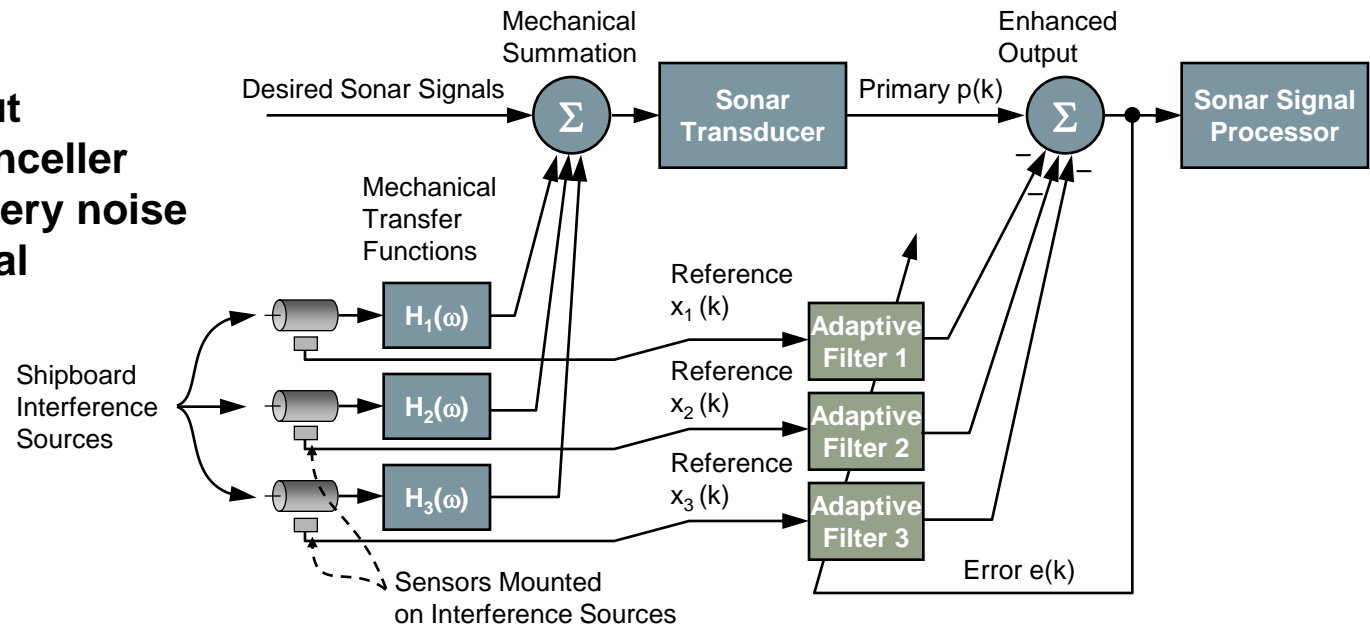 Mechanical
Summation
Enhanced
Output
Desired Sonar Signals
Σ
Sonar
Transducer
Primary p(k)
Σ
Sonar Signal
Processor
nceller
ery noise
Mechanical
Transfer
Functions
– – –
Reference
x₁ (k)
H₁(ω)
Adaptive
Filter 1
Shipboard
Interference
Sources
Reference
x₂ (k)
H₂(ω)
Adaptive
Filter 2
Reference
x₃ (k)
H₃(ω)
Adaptive
Filter 3
Error e(k)
Sensors Mounted
on Interference Sources